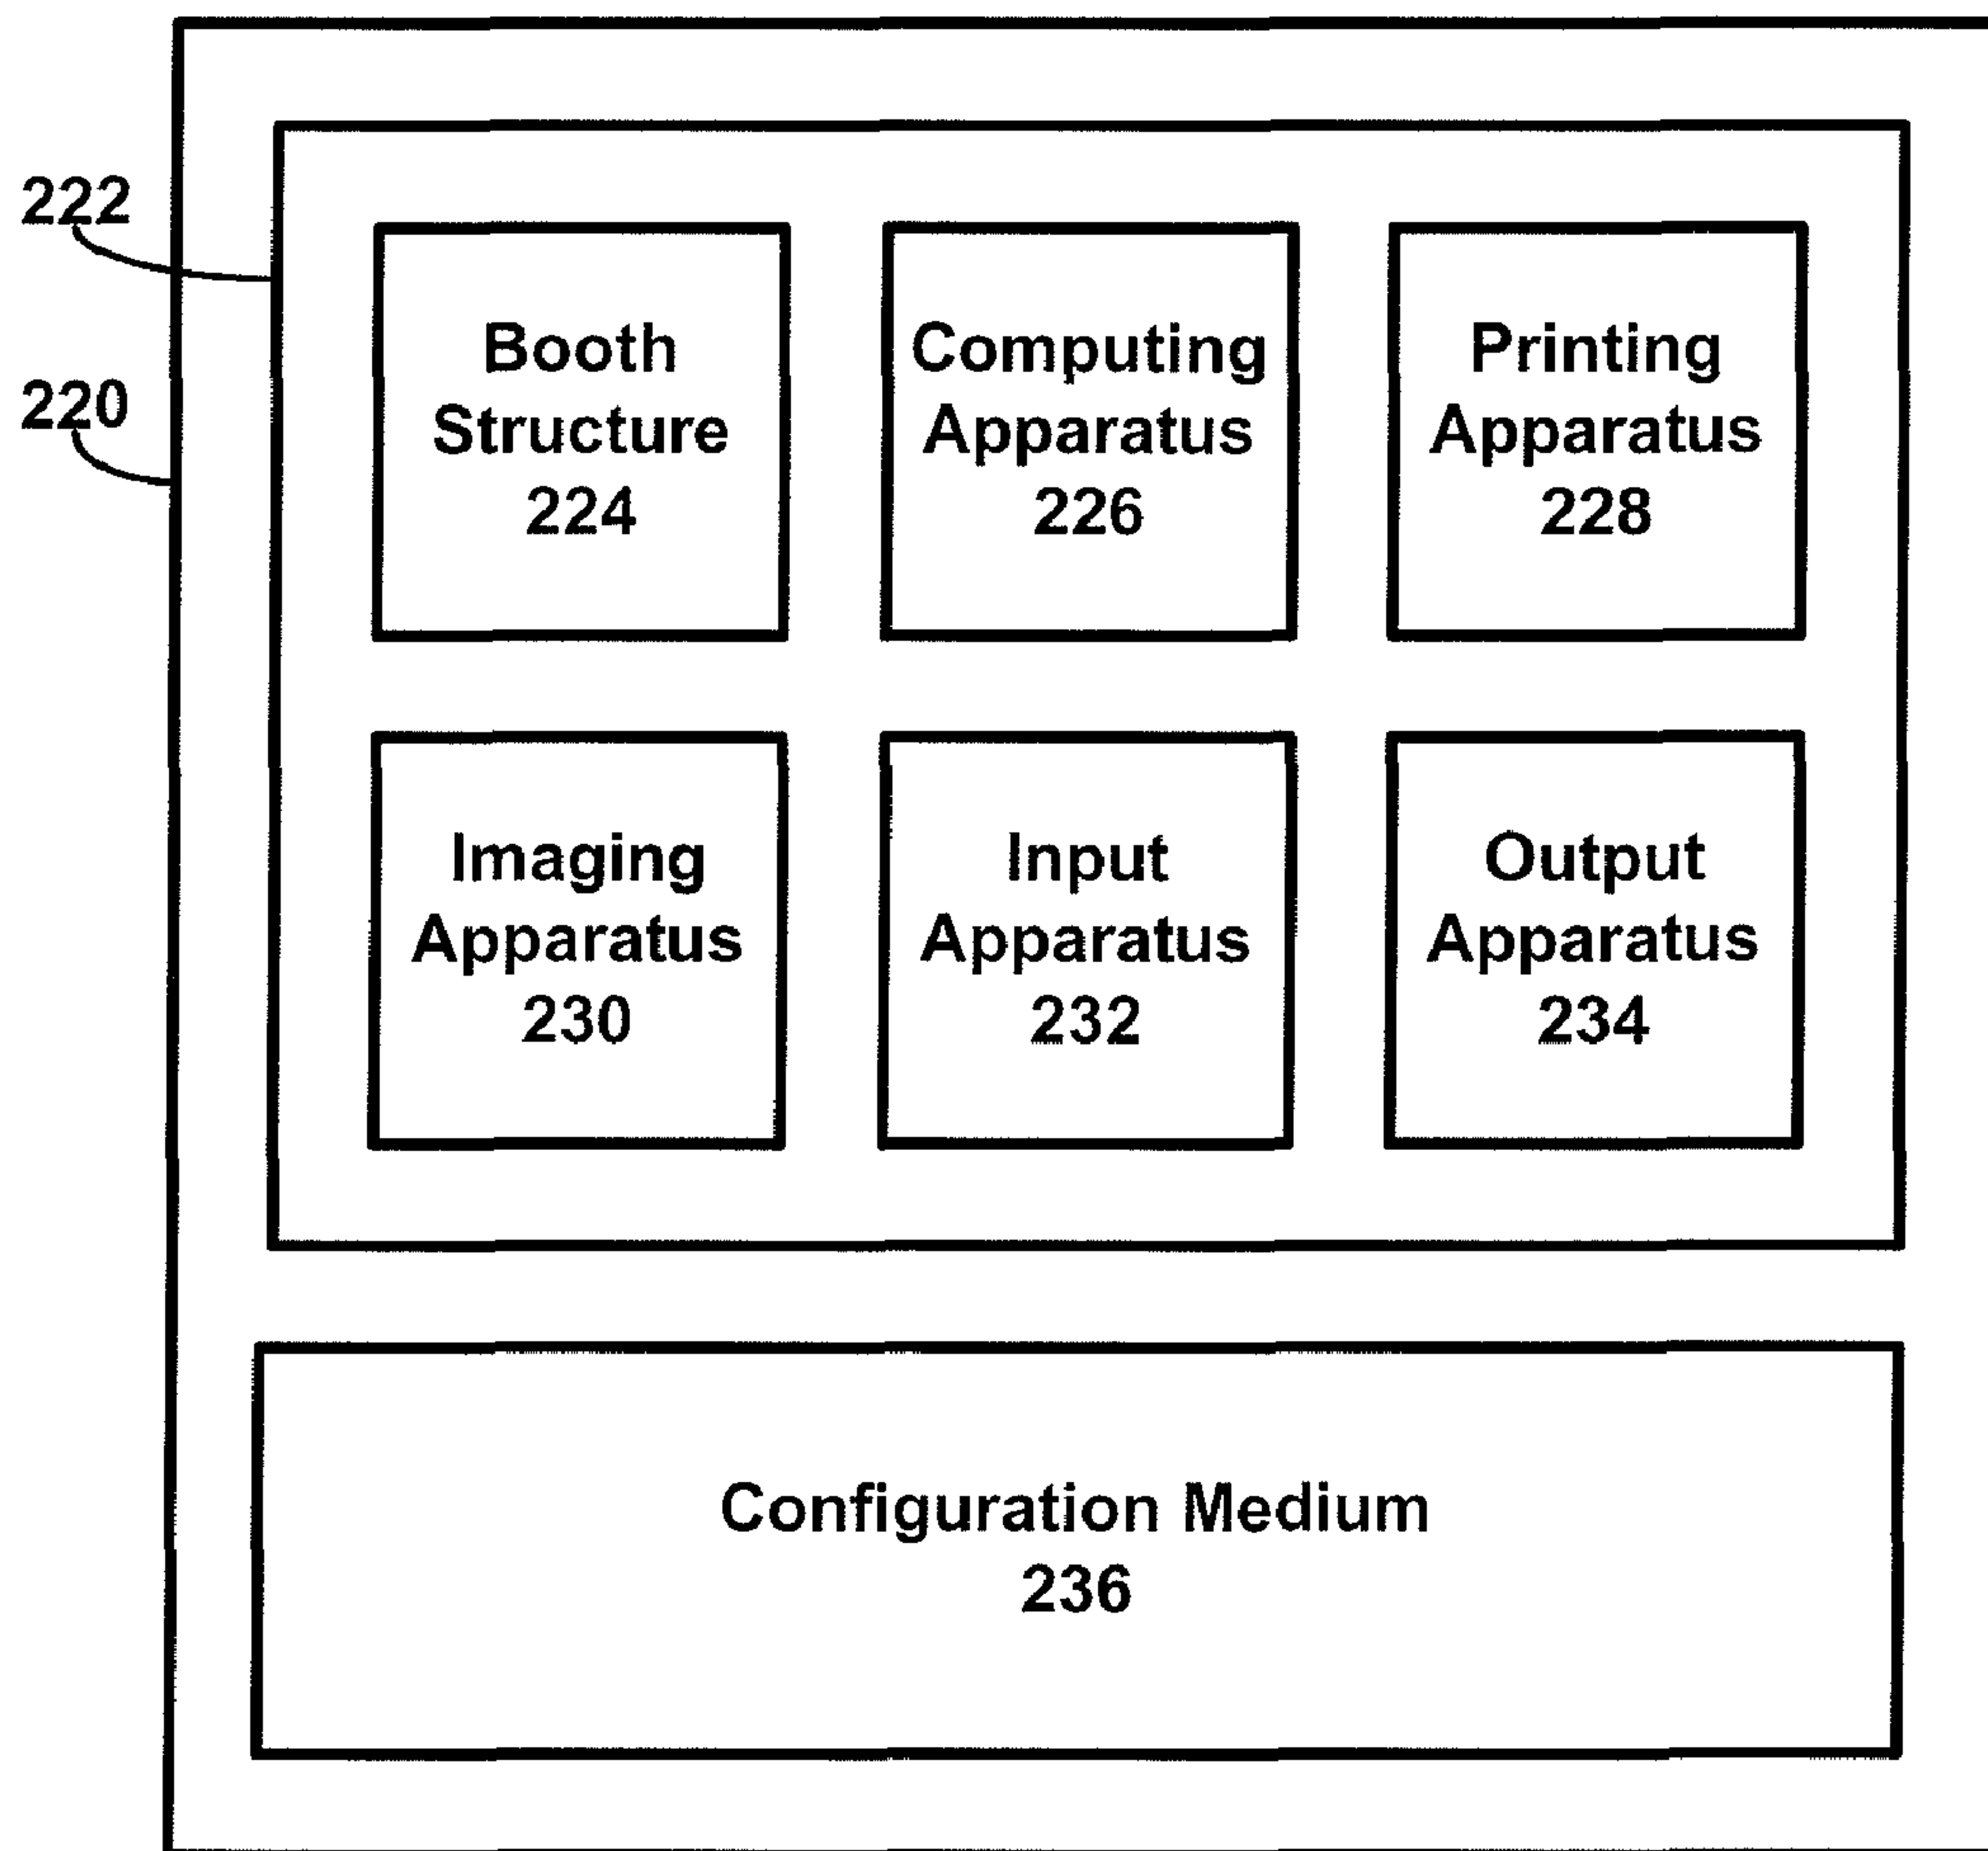 222
220
Booth
Structure
224
Computing
Apparatus
226
Printing
Apparatus
228
Imaging
Apparatus
230
Input
Apparatus
232
Output
Apparatus
234
Configuration Medium
236